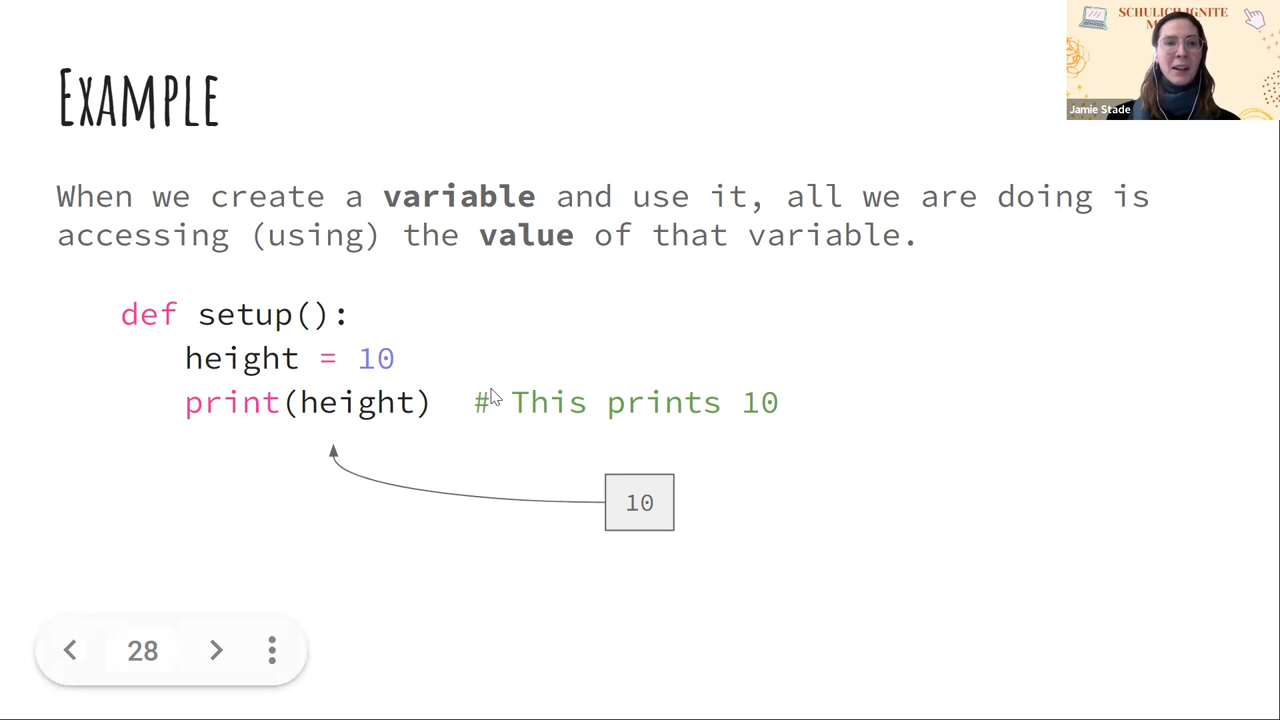 EXAMPLE
When we create a variable and use it, all we are doing is
accessing (using) the value of that variable.
def setup():
height = 10
print(height)  # This prints 10
10
28
SCHULICH IGNITE
Jamie Stade